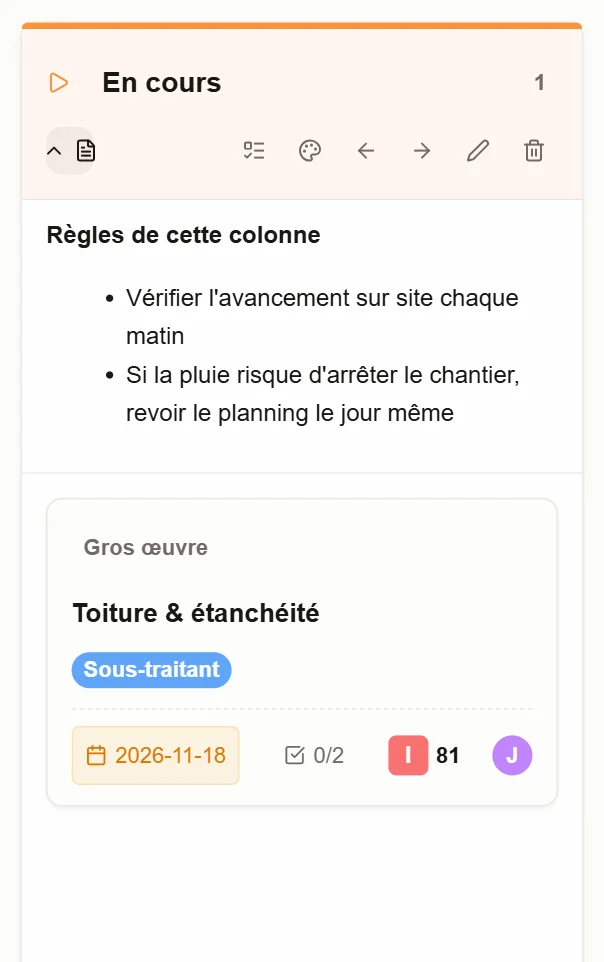 En cours
1
Règles de cette colonne
Vérifier l'avancement sur site chaque
matin
Si la pluie risque d'arrêter le chantier,
revoir le planning le jour même
Gros œuvre
Toiture & étanchéité
Sous-traitant
2026-11-18 0/2 I 81 J